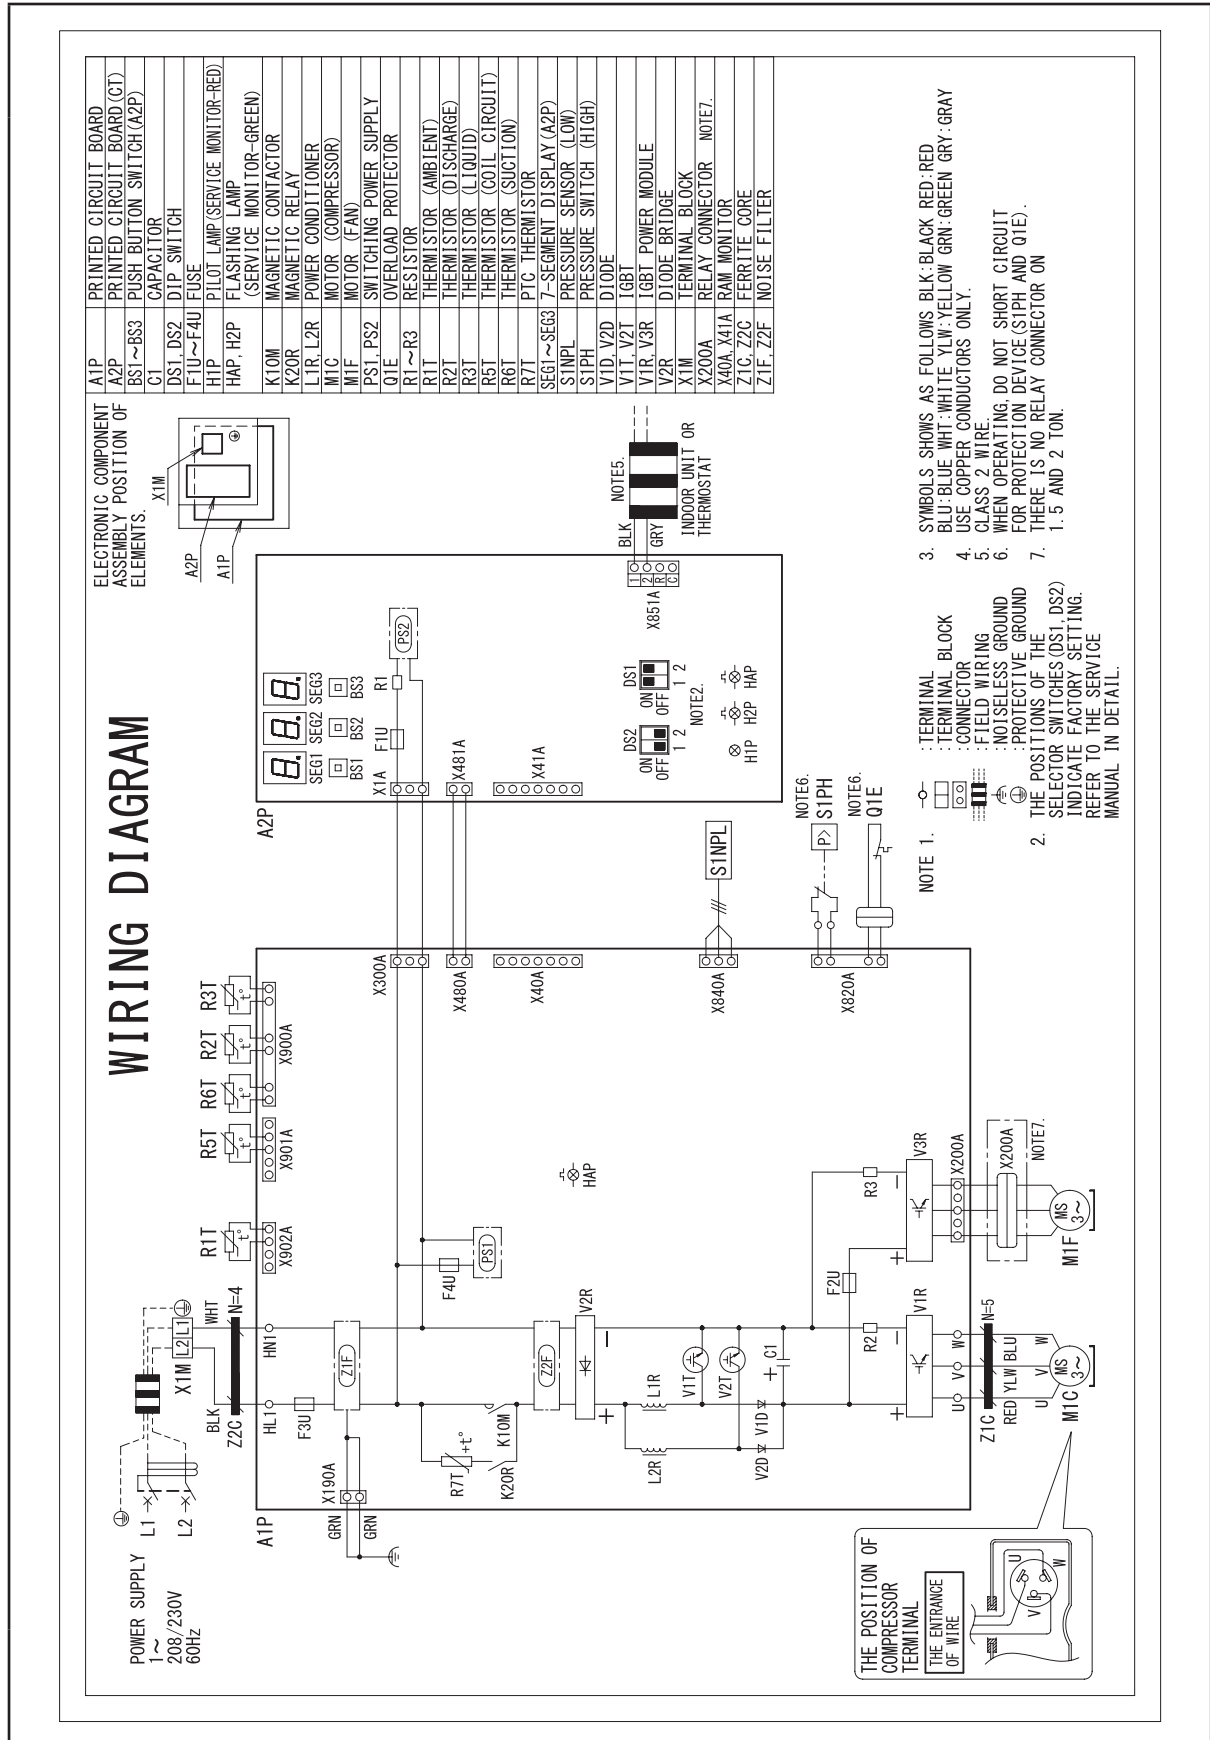 WIRING DIAGRAM
POWER SUPPLY
1~
208/230V
60Hz
L1
L2
X1M
L2 L1
BLK
WHT
Z2C
N=4
HL1
HN1
F3U
Z1F
A1P
X190A
GRN
GRN
R7T
+t°
K20R
K10M
Z2F
V2R
+
−
L2R
L1R
V1T
V2T
V2D
V1D
+
C1
F4U
PS1
HAP
R2
R3
F2U
+
−
V1R
+
−
V3R
U
V
W
Z1C
N=5
RED YLW BLU
U
V
W
MS
3~
M1C
X200A
X200A
NOTE7.
MS
3~
M1F
R1T
t°
X902A
R5T
t°
X901A
R6T
t°
R2T
t°
X900A
R3T
t°
X300A
X480A
X40A
X840A
X820A
S1NPL
NOTE6.
P>
S1PH
NOTE6.
Q1E
A2P
SEG1
SEG2
SEG3
BS1
BS2
BS3
X1A
F1U
R1
PS2
X481A
X41A
DS2
ON
OFF
1 2
DS1
ON
OFF
1 2
NOTE2.
H1P
H2P
HAP
X851A
1
2
R
C
BLK
GRY
NOTE5.
INDOOR UNIT OR
THERMOSTAT
ELECTRONIC COMPONENT
ASSEMBLY POSITION OF
ELEMENTS.
X1M
A2P
A1P
THE POSITION OF
COMPRESSOR
TERMINAL
THE ENTRANCE
OF WIRE
U
V
W
A1P PRINTED CIRCUIT BOARD
A2P PRINTED CIRCUIT BOARD(CT)
BS1~BS3 PUSH BUTTON SWITCH(A2P)
C1 CAPACITOR
DS1, DS2 DIP SWITCH
F1U~F4U FUSE
H1P PILOT LAMP(SERVICE MONITOR-RED)
HAP, H2P FLASHING LAMP
(SERVICE MONITOR-GREEN)
K10M MAGNETIC CONTACTOR
K20R MAGNETIC RELAY
L1R, L2R POWER CONDITIONER
M1C MOTOR (COMPRESSOR)
M1F MOTOR (FAN)
PS1, PS2 SWITCHING POWER SUPPLY
Q1E OVERLOAD PROTECTOR
R1~R3 RESISTOR
R1T THERMISTOR (AMBIENT)
R2T THERMISTOR (DISCHARGE)
R3T THERMISTOR (LIQUID)
R5T THERMISTOR (COIL CIRCUIT)
R6T THERMISTOR (SUCTION)
R7T PTC THERMISTOR
SEG1~SEG3 7-SEGMENT DISPLAY(A2P)
S1NPL PRESSURE SENSOR (LOW)
S1PH PRESSURE SWITCH (HIGH)
V1D, V2D DIODE
V1T, V2T IGBT
V1R, V3R IGBT POWER MODULE
V2R DIODE BRIDGE
X1M TERMINAL BLOCK
X200A RELAY CONNECTOR NOTE7.
X40A, X41A RAM MONITOR
Z1C, Z2C FERRITE CORE
Z1F, Z2F NOISE FILTER
NOTE 1.
:TERMINAL
:TERMINAL BLOCK
:CONNECTOR
:FIELD WIRING
:NOISELESS GROUND
:PROTECTIVE GROUND
2. THE POSITIONS OF THE
SELECTOR SWITCHES(DS1, DS2)
INDICATE FACTORY SETTING.
REFER TO THE SERVICE
MANUAL IN DETAIL.
3. SYMBOLS SHOWS AS FOLLOWS BLK:BLACK RED:RED
BLU:BLUE WHT:WHITE YLW:YELLOW GRN:GREEN GRY:GRAY
4. USE COPPER CONDUCTORS ONLY.
5. CLASS 2 WIRE.
6. WHEN OPERATING, DO NOT SHORT CIRCUIT
FOR PROTECTION DEVICE(S1PH AND Q1E).
7. THERE IS NO RELAY CONNECTOR ON
1.5 AND 2 TON.